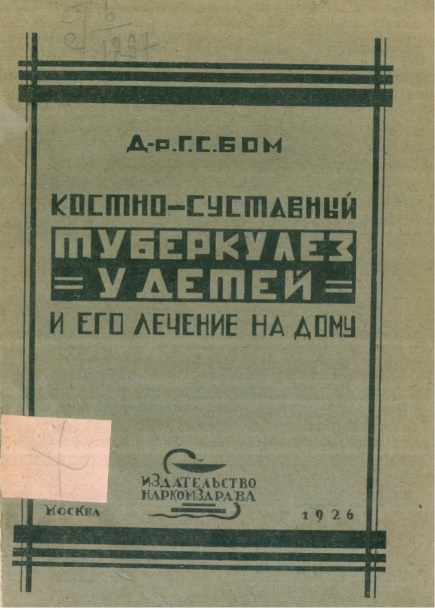 Д-р.Г.С.БОМ
КОСТНО-СУСТАВНЫЙ
ТУБЕРКУЛЕЗ
= У ДЕТЕЙ =
И ЕГО ЛЕЧЕНИЕ НА ДОМУ
ИЗДАТЕЛЬСТВО
НАРКОМЗДРАВА
МОСКВА 1926